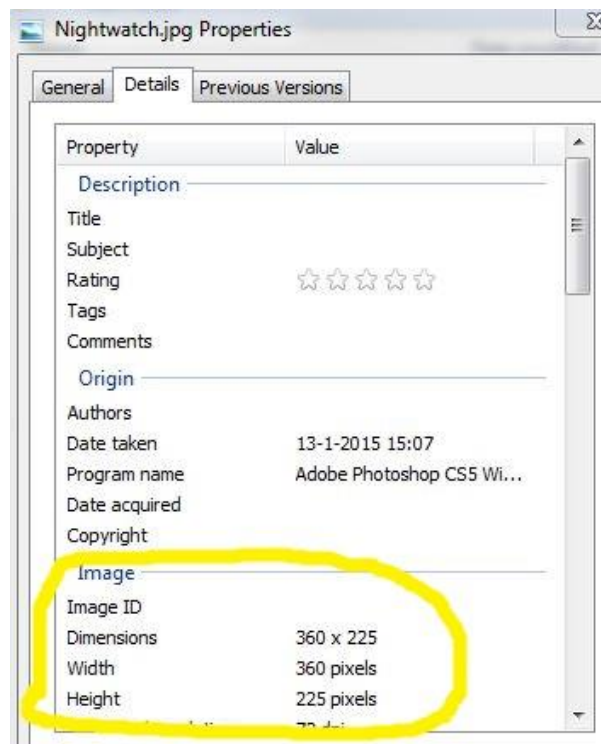 Nightwatch.jpg Properties
General Details Previous Versions
Property Value
Description
Title
Subject
Rating
Tags
Comments
Origin
Authors
Date taken 13-1-2015 15:07
Program name Adobe Photoshop CS5 Wi...
Date acquired
Copyright
Image
Image ID
Dimensions 360 x 225
Width 360 pixels
Height 225 pixels
72 dpi